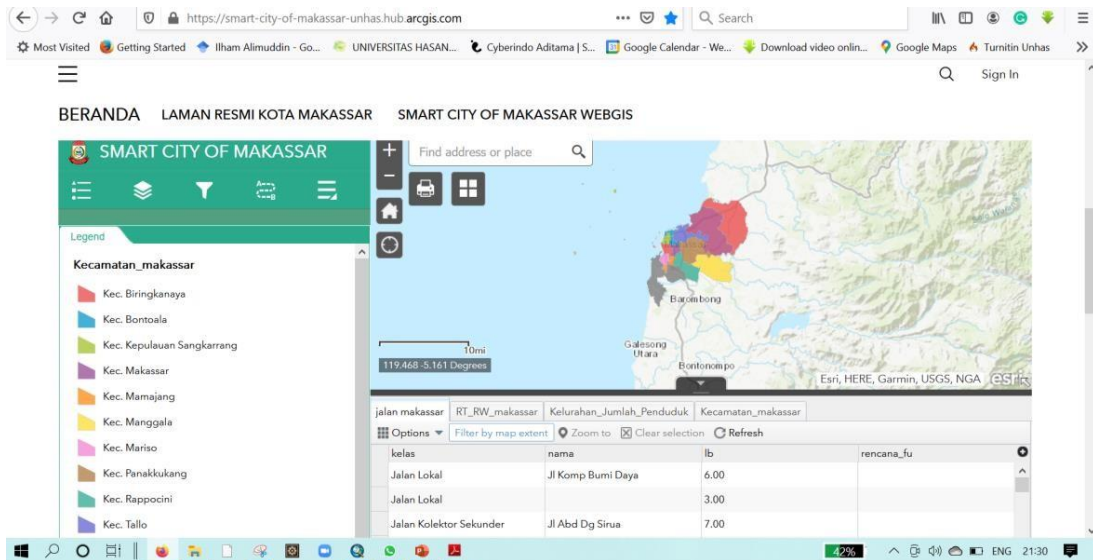 https://smart-city-of-makassar-unhas.hub.arcgis.com
Search
Most Visited Getting Started Ilham Alimuddin - Go... UNIVERSITAS HASAN... Cyberindo Aditama | S... Google Calendar - We... Download video onlin... Google Maps Turnitin Unhas
Sign In
BERANDA LAMAN RESMI KOTA MAKASSAR SMART CITY OF MAKASSAR WEBGIS
SMART CITY OF MAKASSAR
Find address or place
Legend
Kecamatan_makassar
Kec. Biringkanaya
Kec. Bontoala
Kec. Kepulauan Sangkarrang
Kec. Makassar
Kec. Mamajang
Kec. Manggala
Kec. Mariso
Kec. Panakkukang
Kec. Rappocini
Kec. Tallo
Barombong
Galesong
Utara
Bontonompo
10mi
119.468 -5.161 Degrees
Esri, HERE, Garmin, USGS, NGA esri
jalan makassar RT_RW_makassar Kelurahan_Jumlah_Penduduk Kecamatan_makassar
Options Filter by map extent Zoom to Clear selection Refresh
kelas nama lb rencana_fu
Jalan Lokal Jl Komp Bumi Daya 6.00
Jalan Lokal 3.00
Jalan Kolektor Sekunder Jl Abd Dg Sirua 7.00
42% ENG 21:30